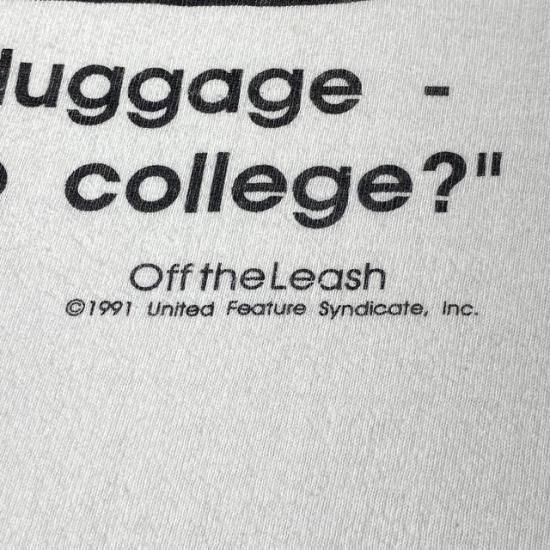 luggage -
college?"
Off the Leash
©1991 United Feature Syndicate, Inc.